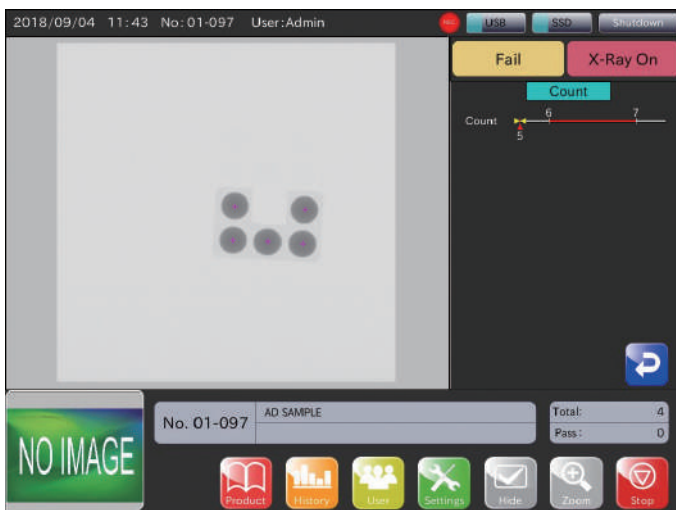 2018/09/04 11:43 No: 01-097 User:Admin REC USB SSD Shutdown
Fail X-Ray On
Count
Count 6 7
5
No. 01-097 AD SAMPLE
Total: 4
Pass: 0
NO IMAGE
Product History User Settings Hide Zoom Stop